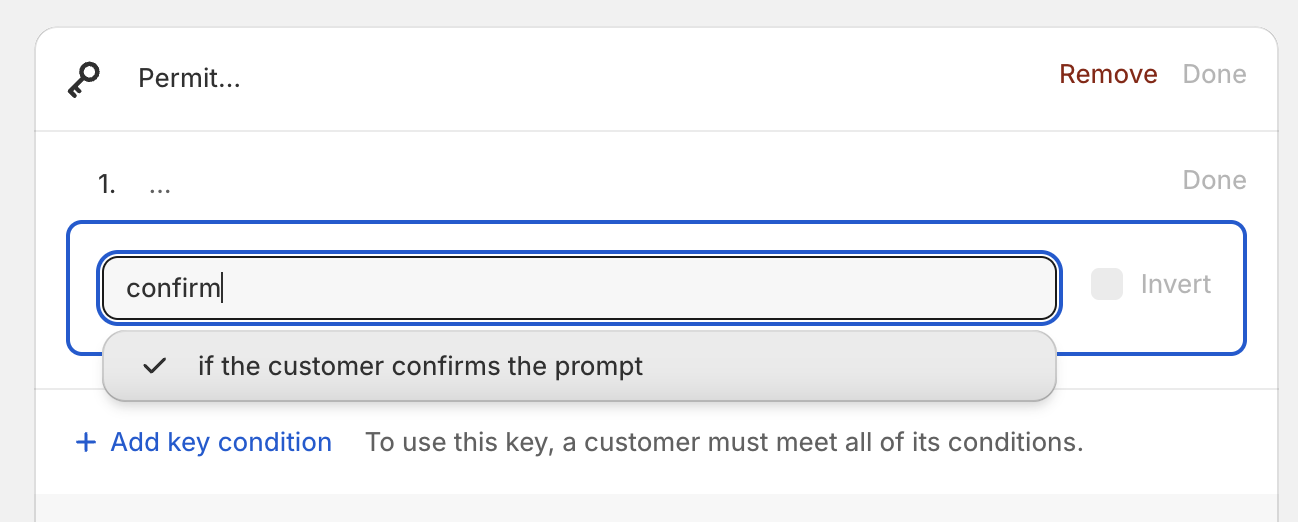 Permit... Remove Done
1. ... Done
confirm Invert
if the customer confirms the prompt
+ Add key condition To use this key, a customer must meet all of its conditions.